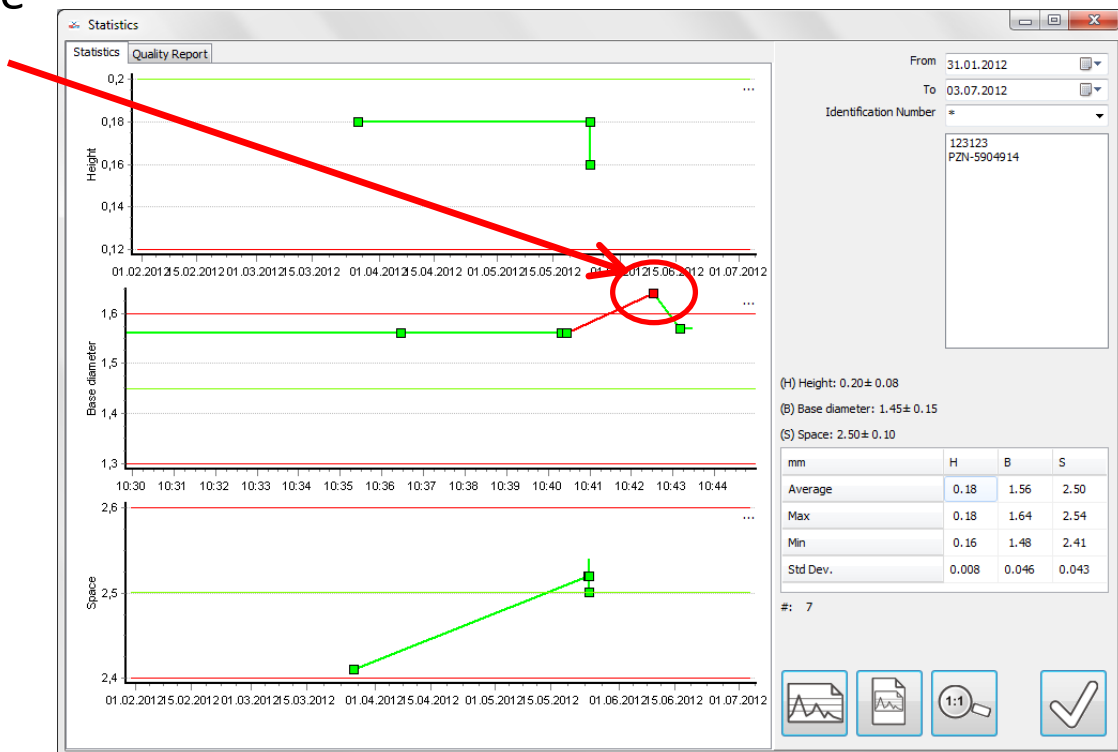 e
Statistics
Statistics Quality Report
0,2
...
0,18
0,16
0,14
0,12
Height
01.02.2012 15.02.2012 01.03.2012 15.03.2012 01.04.2012 15.04.2012 01.05.2012 15.05.2012 15.06.2012 01.07.2012
...
1,6
1,5
1,4
1,3
Base diameter
10:30 10:31 10:32 10:33 10:34 10:35 10:36 10:37 10:38 10:39 10:40 10:41 10:42 10:43 10:44
2,6
...
2,5
2,4
Space
01.02.2012 15.02.2012 01.03.2012 15.03.2012 01.04.2012 15.04.2012 01.05.2012 15.05.2012 01.06.2012 15.06.2012 01.07.2012
From 31.01.2012
To 03.07.2012
Identification Number *
123123
PZN-5904914
(H) Height: 0.20± 0.08
(B) Base diameter: 1.45± 0.15
(S) Space: 2.50± 0.10
mm H B S
Average 0.18 1.56 2.50
Max 0.18 1.64 2.54
Min 0.16 1.48 2.41
Std Dev. 0.008 0.046 0.043
#: 7
1:1